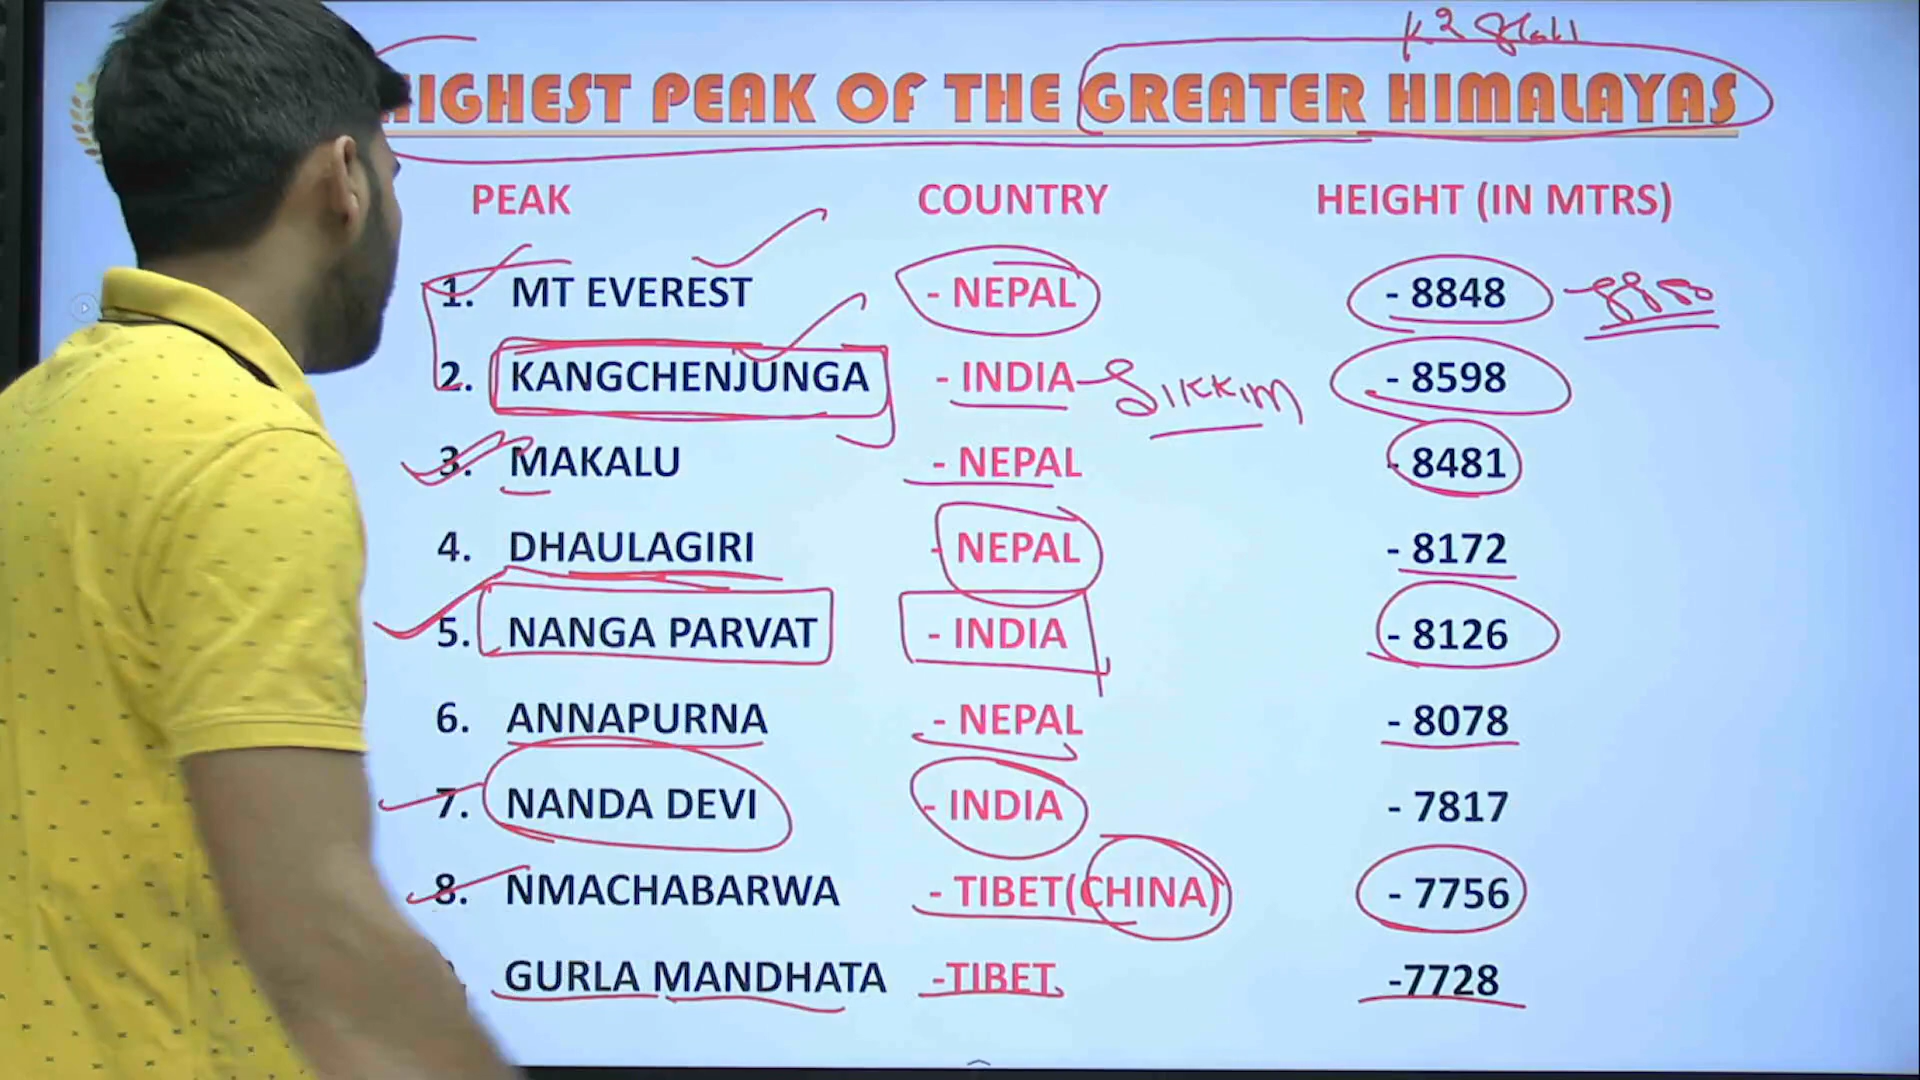 K2
HIGHEST PEAK OF THE GREATER HIMALAYAS
PEAK COUNTRY HEIGHT (IN MTRS)
1. MT EVEREST - NEPAL - 8848
2. KANGCHENJUNGA - INDIA SIKKIM - 8598
3. MAKALU - NEPAL - 8481
4. DHAULAGIRI - NEPAL - 8172
5. NANGA PARVAT - INDIA - 8126
6. ANNAPURNA - NEPAL - 8078
7. NANDA DEVI - INDIA - 7817
8. NMACHABARWA - TIBET(CHINA) - 7756
GURLA MANDHATA -TIBET -7728